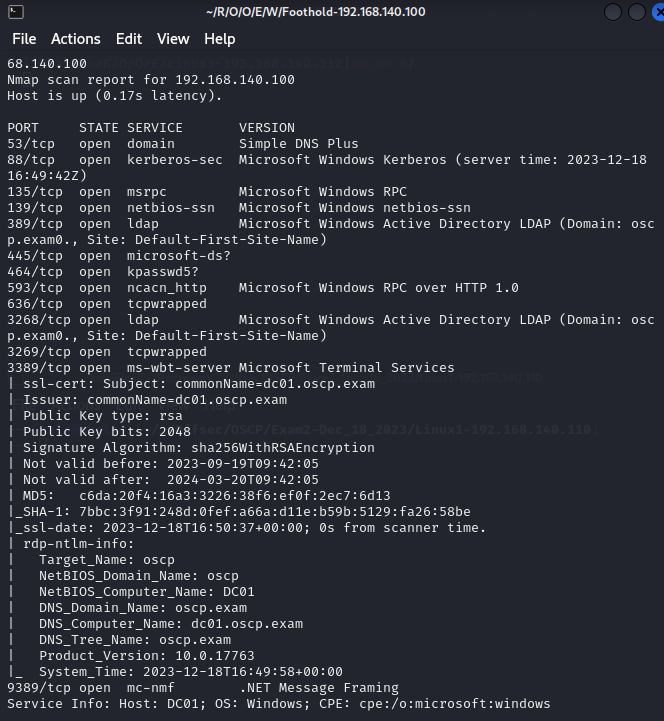 ~/R/O/O/E/W/Foothold-192.168.140.100
File Actions Edit View Help
68.140.100
Nmap scan report for 192.168.140.100
Host is up (0.17s latency).
PORT     STATE SERVICE       VERSION
53/tcp   open  domain        Simple DNS Plus
88/tcp   open  kerberos-sec  Microsoft Windows Kerberos (server time: 2023-12-18
16:49:42Z)
135/tcp  open  msrpc         Microsoft Windows RPC
139/tcp  open  netbios-ssn   Microsoft Windows netbios-ssn
389/tcp  open  ldap          Microsoft Windows Active Directory LDAP (Domain: osc
p.exam0., Site: Default-First-Site-Name)
445/tcp  open  microsoft-ds?
464/tcp  open  kpasswd5?
593/tcp  open  ncacn_http    Microsoft Windows RPC over HTTP 1.0
636/tcp  open  tcpwrapped
3268/tcp open  ldap          Microsoft Windows Active Directory LDAP (Domain: osc
p.exam0., Site: Default-First-Site-Name)
3269/tcp open  tcpwrapped
3389/tcp open  ms-wbt-server Microsoft Terminal Services
| ssl-cert: Subject: commonName=dc01.oscp.exam
| Issuer: commonName=dc01.oscp.exam
| Public Key type: rsa
| Public Key bits: 2048
| Signature Algorithm: sha256WithRSAEncryption
| Not valid before: 2023-09-19T09:42:05
| Not valid after:  2024-03-20T09:42:05
| MD5:   c6da:20f4:16a3:3226:38f6:ef0f:2ec7:6d13
|_SHA-1: 7bbc:3f91:248d:0fef:a66a:d11e:b59b:5129:fa26:58be
|_ssl-date: 2023-12-18T16:50:37+00:00; 0s from scanner time.
| rdp-ntlm-info:
|   Target_Name: oscp
|   NetBIOS_Domain_Name: oscp
|   NetBIOS_Computer_Name: DC01
|   DNS_Domain_Name: oscp.exam
|   DNS_Computer_Name: dc01.oscp.exam
|   DNS_Tree_Name: oscp.exam
|   Product_Version: 10.0.17763
|_  System_Time: 2023-12-18T16:49:58+00:00
9389/tcp open  mc-nmf        .NET Message Framing
Service Info: Host: DC01; OS: Windows; CPE: cpe:/o:microsoft:windows